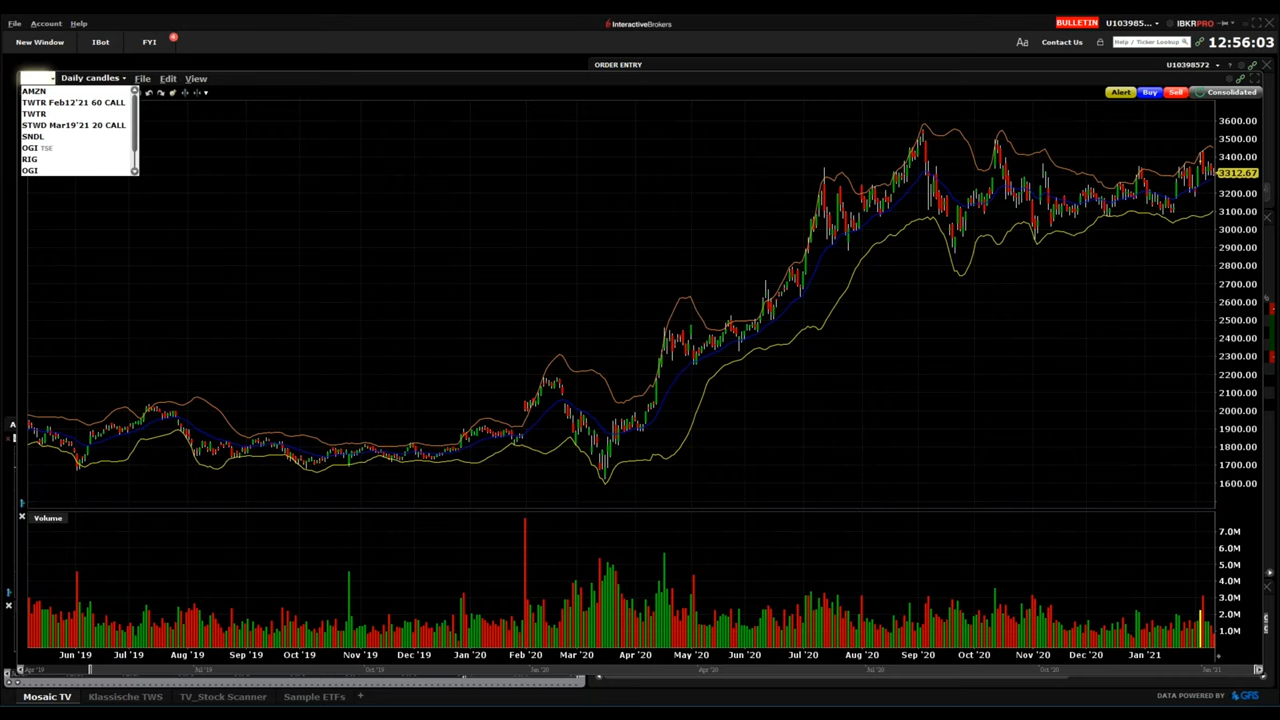 File Account Help
InteractiveBrokers
BULLETIN U103985... IBKRPRO
New Window IBot FYI
Aa Contact Us Help / Ticker Lookup 12:56:03
ORDER ENTRY
U10398572 ?
Daily candles File Edit View
Alert Buy Sell Consolidated
AMZN
TWTR Feb12'21 60 CALL
TWTR
STWD Mar19'21 20 CALL
SNDL
OGI TSE
RIG
OGI
3600.00
3500.00
3400.00
3312.67
3200.00
3100.00
3000.00
2900.00
2800.00
2700.00
2600.00
2500.00
2400.00
2300.00
2200.00
2100.00
2000.00
1900.00
1800.00
1700.00
1600.00
Volume
7.0M
6.0M
5.0M
4.0M
3.0M
2.0M
1.0M
Jun '19 Jul '19 Aug '19 Sep '19 Oct '19 Nov '19 Dec '19 Jan '20 Feb '20 Mar '20 Apr '20 May '20 Jun '20 Jul '20 Aug '20 Sep '20 Oct '20 Nov '20 Dec '20 Jan '21
Mosaic TV Klassische TWS TV_Stock Scanner Sample ETFs +
DATA POWERED BY GFIS